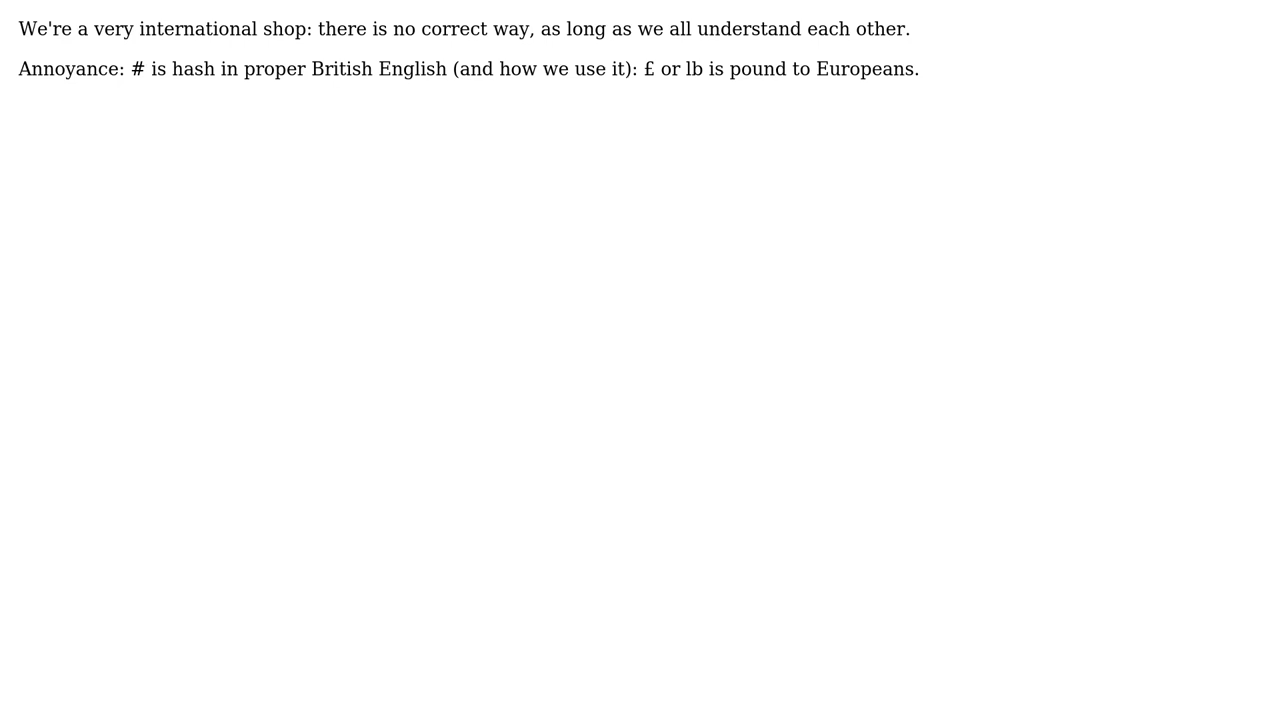 We're a very international shop: there is no correct way, as long as we all understand each other.
Annoyance: # is hash in proper British English (and how we use it): £ or lb is pound to Europeans.